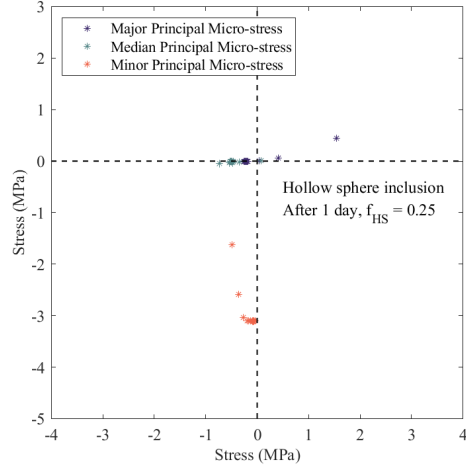 3
2
1
0
-1
-2
-3
-4
-5
Stress (MPa)
Major Principal Micro-stress
Median Principal Micro-stress
Minor Principal Micro-stress
Hollow sphere inclusion
After 1 day, f_HS = 0.25
-4 -3 -2 -1 0 1 2 3 4
Stress (MPa)